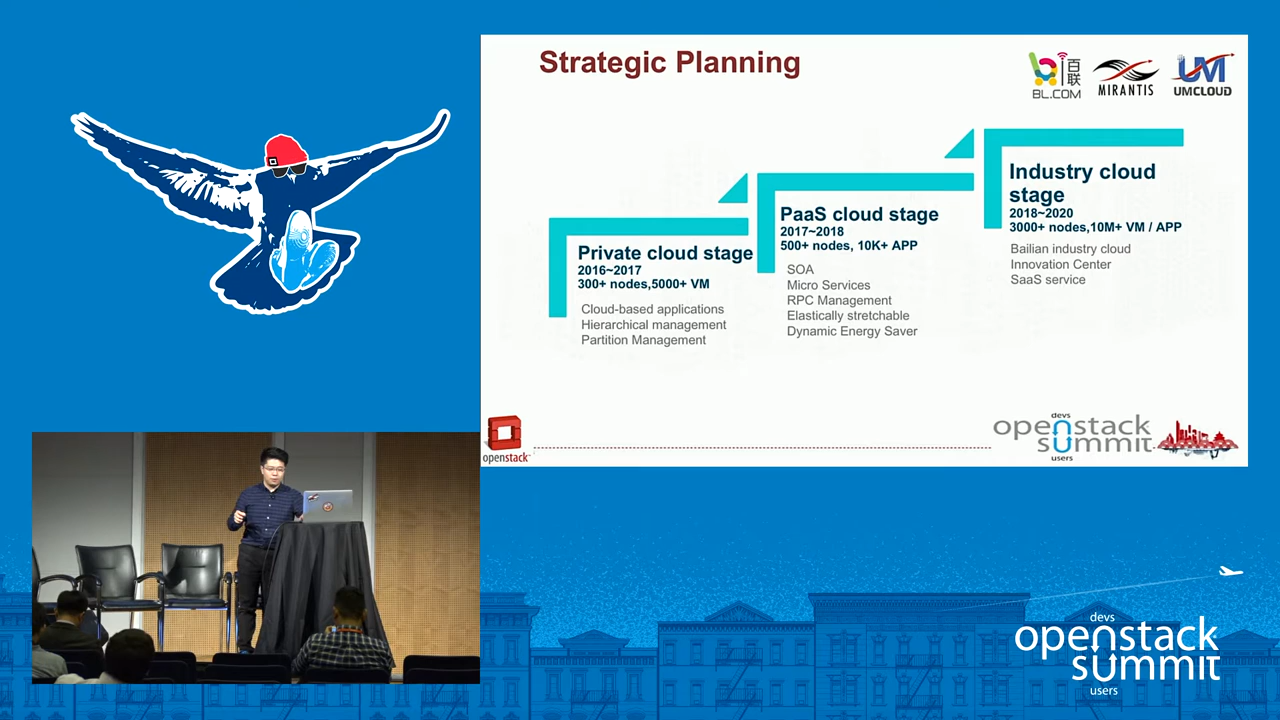 Strategic Planning
百联
BL.COM
MIRANTIS
UM
UMCLOUD
Private cloud stage
2016~2017
300+ nodes,5000+ VM
Cloud-based applications
Hierarchical management
Partition Management
PaaS cloud stage
2017~2018
500+ nodes, 10K+ APP
SOA
Micro Services
RPC Management
Elastically stretchable
Dynamic Energy Saver
Industry cloud
stage
2018~2020
3000+ nodes,10M+ VM / APP
Bailian industry cloud
Innovation Center
SaaS service
openstack
devs
openstack
summit
users
devs
openstack
summit
users